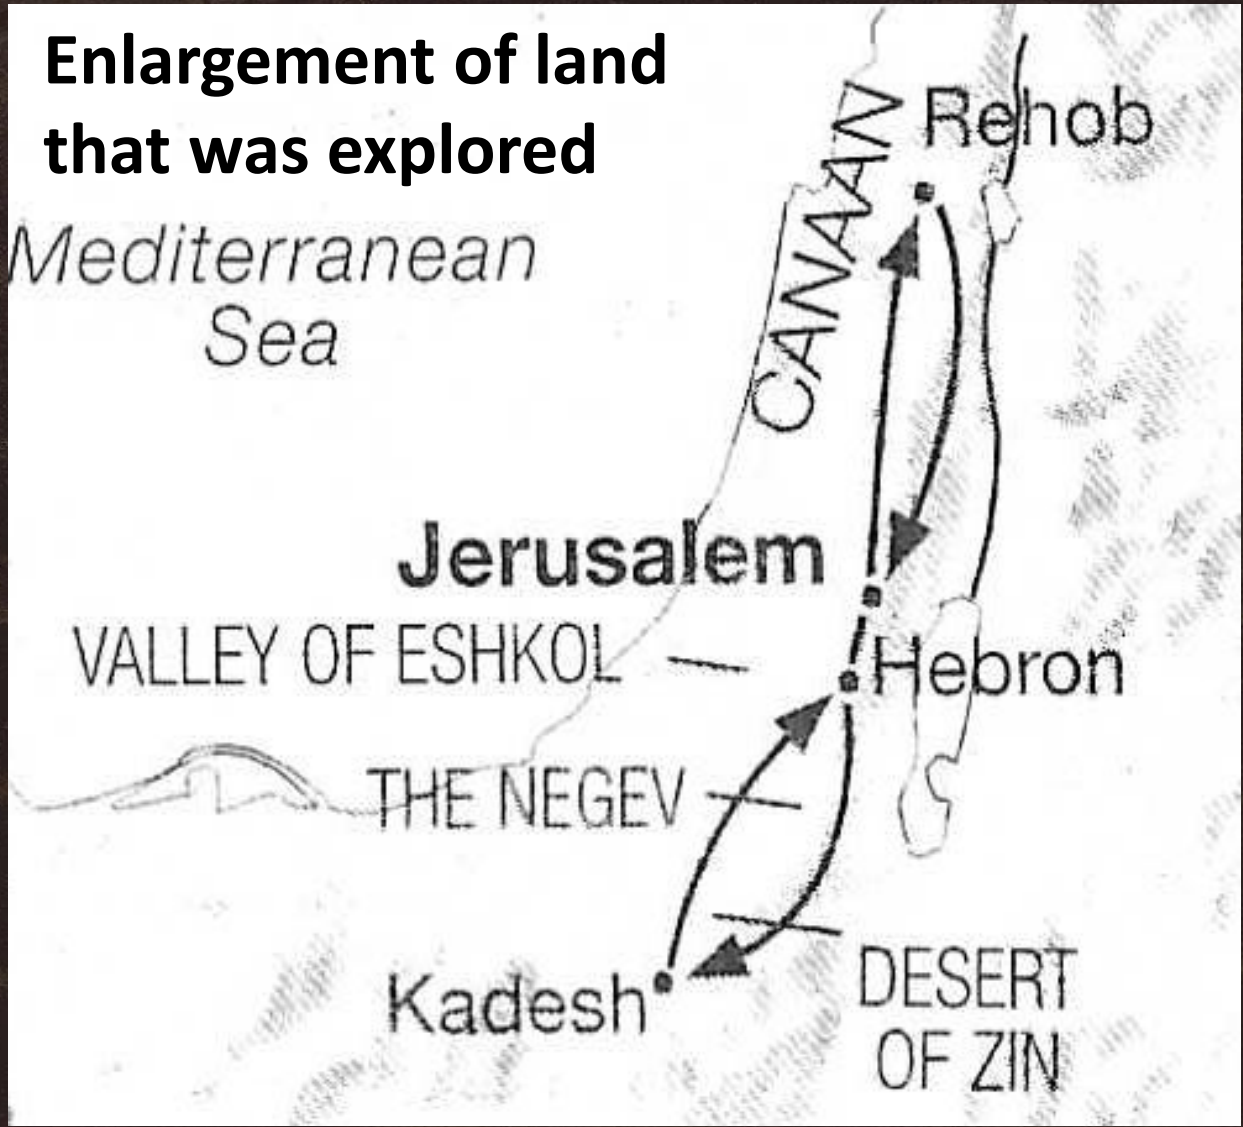 Enlargement of land
that was explored
Rehob
CANAAN
Mediterranean
Sea
Jerusalem
VALLEY OF ESHKOL
Hebron
THE NEGEV
Kadesh
DESERT
OF ZIN